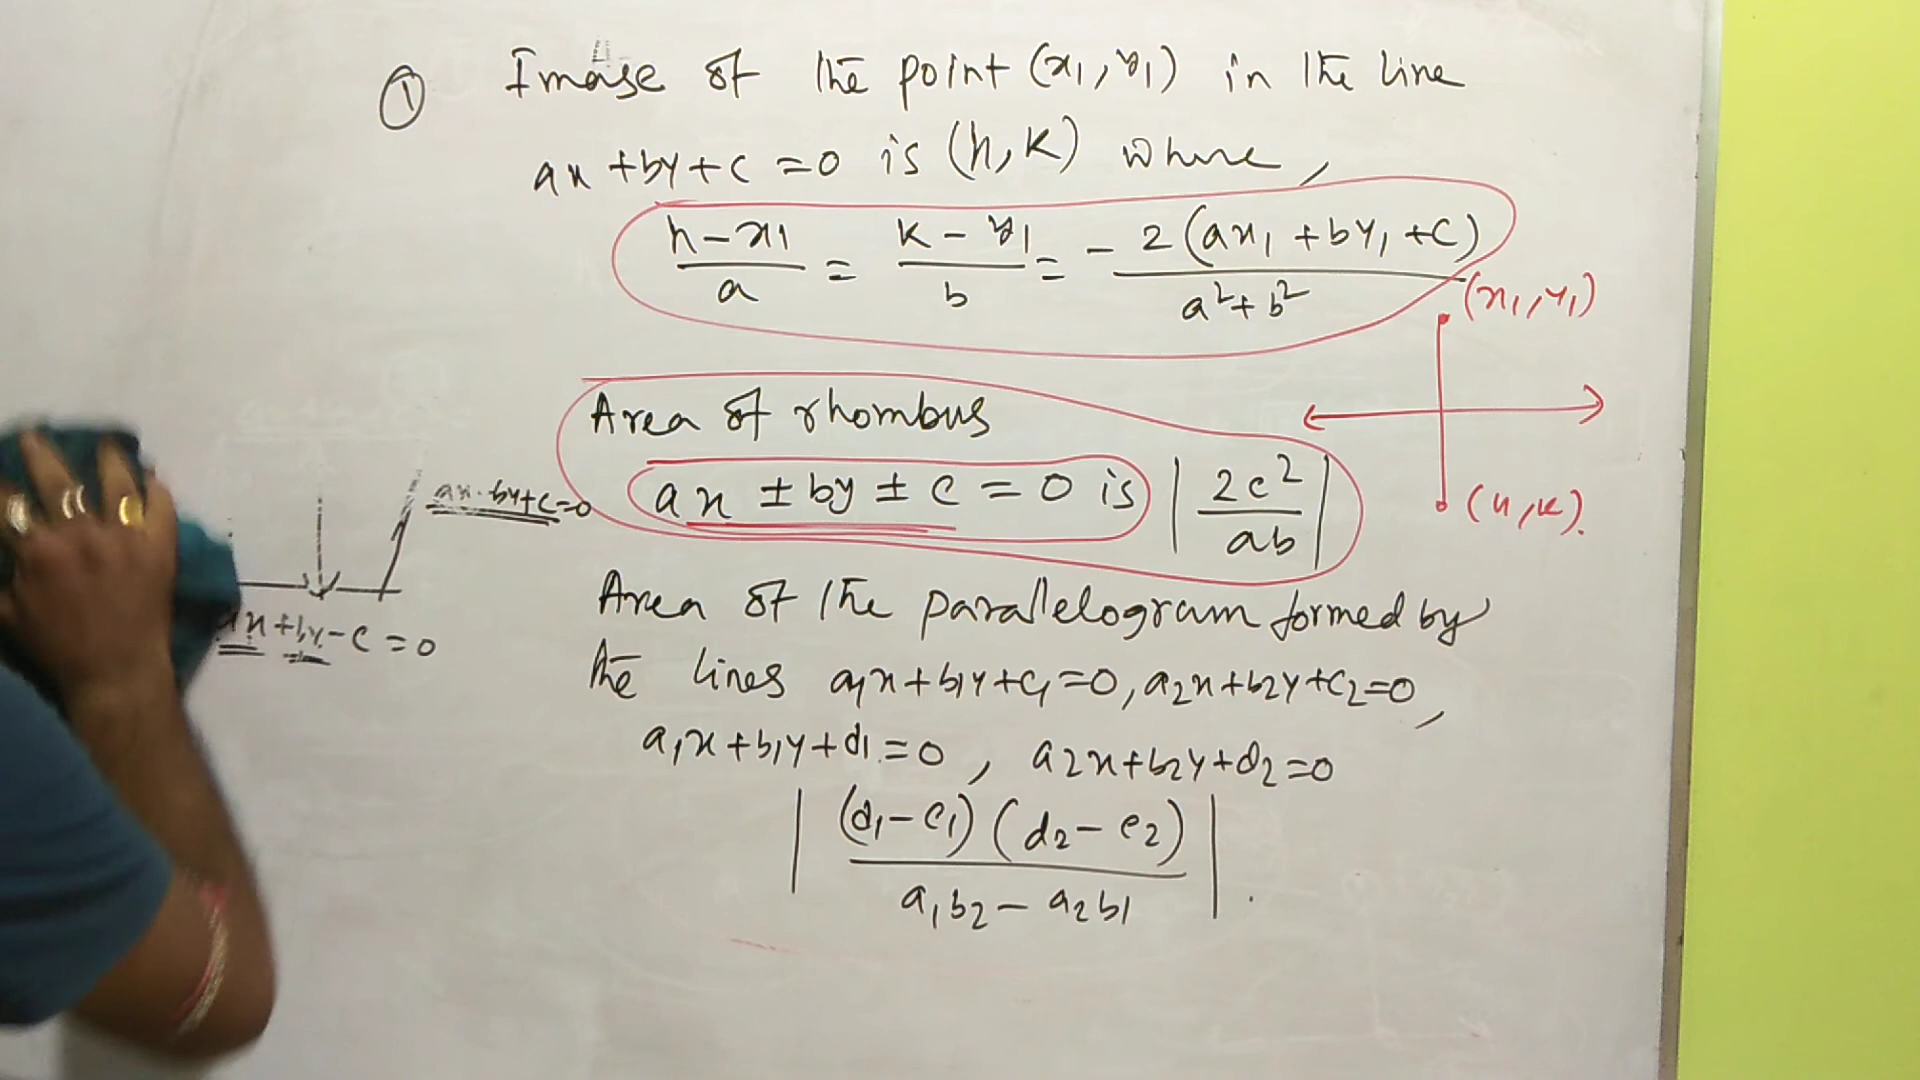 ① Image of the point (x₁, y₁) in the line
ax + by + c = 0 is (h, k) where,
(h - x₁)/a = (k - y₁)/b = - 2(ax₁ + by₁ + c)/(a² + b²)
(x₁, y₁)
Area of rhombus
ax ± by ± c = 0 is |2c²/ab|
(h, k).
ax - by + c = 0
ax + by - c = 0
Area of the parallelogram formed by
the lines a₁x + b₁y + c₁ = 0, a₂x + b₂y + c₂ = 0,
a₁x + b₁y + d₁ = 0, a₂x + b₂y + d₂ = 0
|(d₁ - c₁)(d₂ - c₂)/(a₁b₂ - a₂b₁)|.